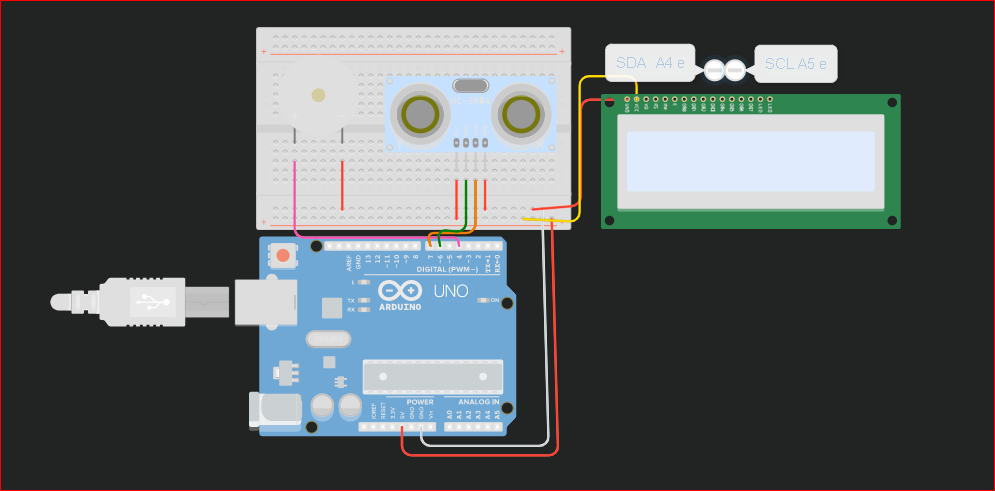 SDA A4 e
SCL A5 e
GND
VCC
AREF
GND
13
12
~11
~10
~9
8
7
~6
~5
4
~3
2
TX→1
RX←0
DIGITAL (PWM~)
L
TX
RX
UNO
ON
ARDUINO
POWER
ANALOG IN
IOREF
RESET
3.3V
5V
GND
GND
Vin
A0
A1
A2
A3
A4
A5